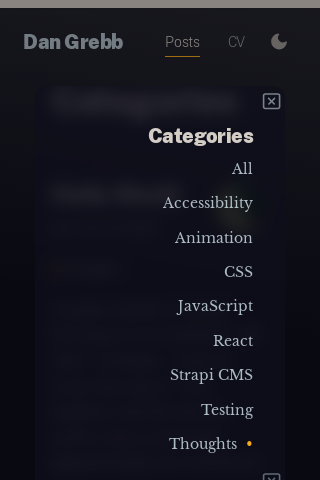 Dan Grebb
Posts
CV
Categories
All
Accessibility
Animation
CSS
JavaScript
React
Strapi CMS
Testing
Thoughts •